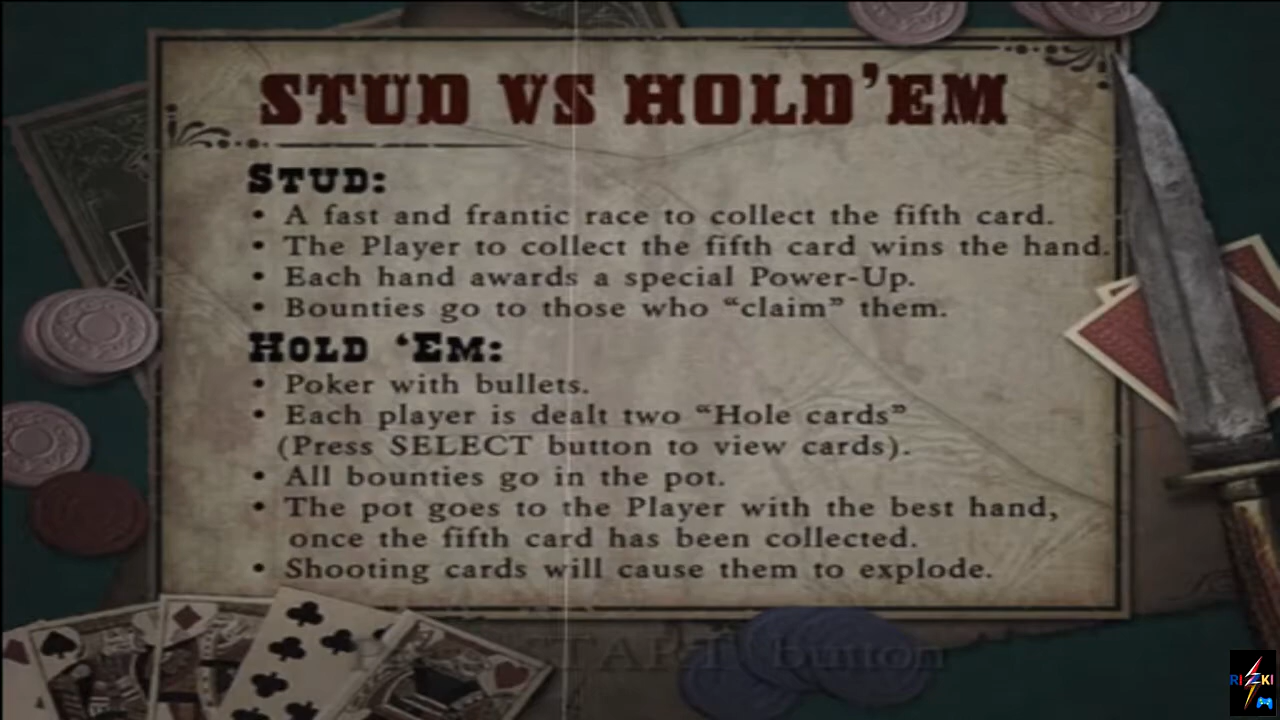 STUD VS HOLD'EM
STUD:
• A fast and frantic race to collect the fifth card.
• The Player to collect the fifth card wins the hand.
• Each hand awards a special Power-Up.
• Bounties go to those who “claim” them.
HOLD ‘EM:
• Poker with bullets.
• Each player is dealt two “Hole cards”
(Press SELECT button to view cards).
• All bounties go in the pot.
• The pot goes to the Player with the best hand,
once the fifth card has been collected.
• Shooting cards will cause them to explode.
Press START button
RIZKI